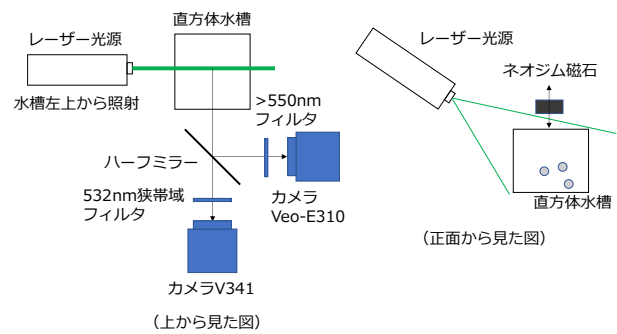 直方体水槽
レーザー光源
水槽左上から照射
>550nm
フィルタ
ハーフミラー
532nm狭帯域
フィルタ
カメラ
Veo-E310
カメラV341
（上から見た図）
レーザー光源
ネオジム磁石
直方体水槽
（正面から見た図）